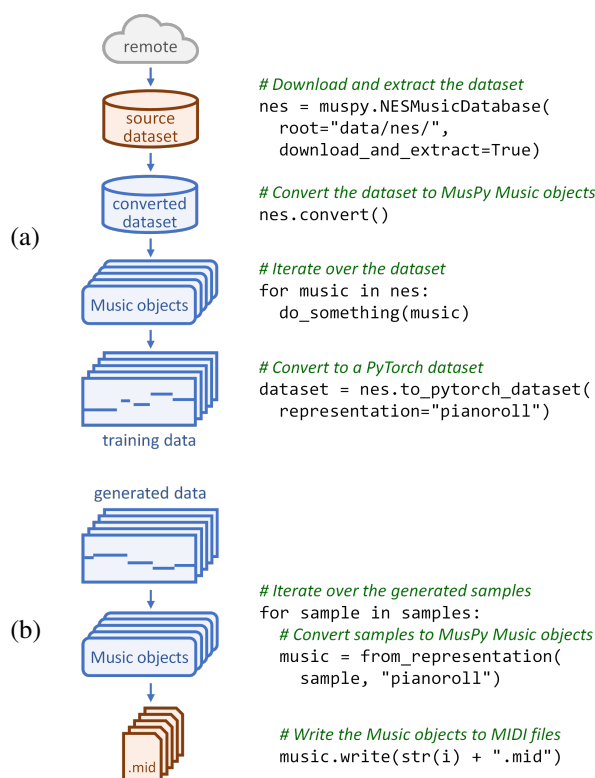 remote
source
dataset
# Download and extract the dataset
nes = muspy.NESMusicDatabase(
root="data/nes/",
download_and_extract=True)
converted
dataset
# Convert the dataset to MusPy Music objects
nes.convert()
(a)
Music objects
# Iterate over the dataset
for music in nes:
do_something(music)
# Convert to a PyTorch dataset
dataset = nes.to_pytorch_dataset(
representation="pianoroll")
training data
generated data
# Iterate over the generated samples
for sample in samples:
(b)
Music objects
# Convert samples to MusPy Music objects
music = from_representation(
sample, "pianoroll")
.mid
# Write the Music objects to MIDI files
music.write(str(i) + ".mid")